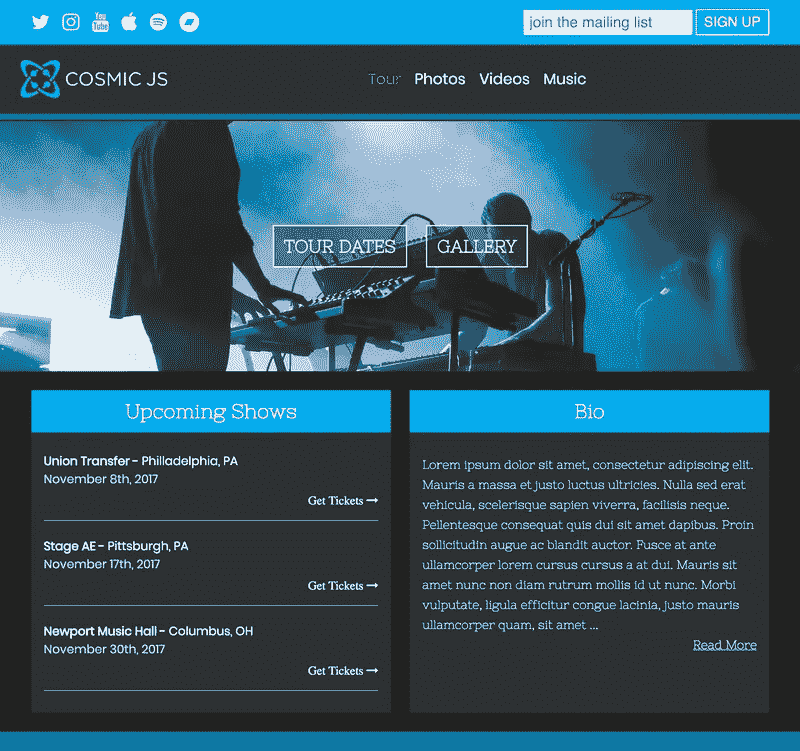 You
Tube
join the mailing list
SIGN UP
COSMIC JS
Tour Photos Videos Music
TOUR DATES
GALLERY
Upcoming Shows
Union Transfer - Philladelphia, PA
November 8th, 2017
Get Tickets
Stage AE - Pittsburgh, PA
November 17th, 2017
Get Tickets
Newport Music Hall - Columbus, OH
November 30th, 2017
Get Tickets
Bio
Lorem ipsum dolor sit amet, consectetur adipiscing elit.
Mauris a massa et justo luctus ultricies. Nulla sed erat
vehicula, scelerisque sapien viverra, facilisis neque.
Pellentesque consequat quis dui sit amet dapibus. Proin
sollicitudin augue ac blandit auctor. Fusce at ante
ullamcorper lorem cursus cursus a at dui. Mauris sit
amet nunc non diam rutrum mollis id ut nunc. Morbi
vulputate, ligula efficitur congue lacinia, justo mauris
ullamcorper quam, sit amet ...
Read More